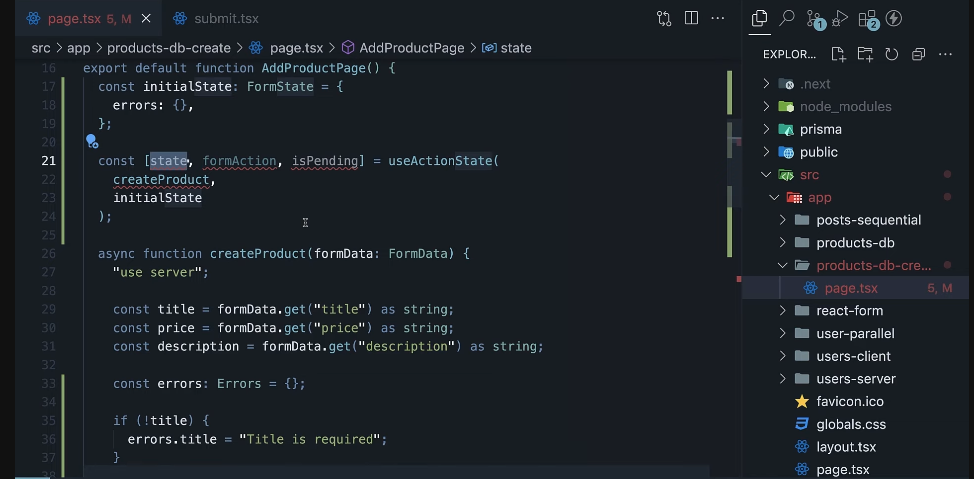 page.tsx 5, M
submit.tsx
src > app > products-db-create > page.tsx > AddProductPage > state
16 export default function AddProductPage() {
17 const initialState: FormState = {
18 errors: {},
19 };
20
21 const [state, formAction, isPending] = useActionState(
22 createProduct,
23 initialState
24 );
25
26 async function createProduct(formData: FormData) {
27 "use server";
28
29 const title = formData.get("title") as string;
30 const price = formData.get("price") as string;
31 const description = formData.get("description") as string;
32
33 const errors: Errors = {};
34
35 if (!title) {
36 errors.title = "Title is required";
37 }
38
1
2
EXPLOR...
.next
node_modules
prisma
public
src
app
posts-sequential
products-db
products-db-cre...
page.tsx 5, M
react-form
user-parallel
users-client
users-server
favicon.ico
globals.css
layout.tsx
page.tsx